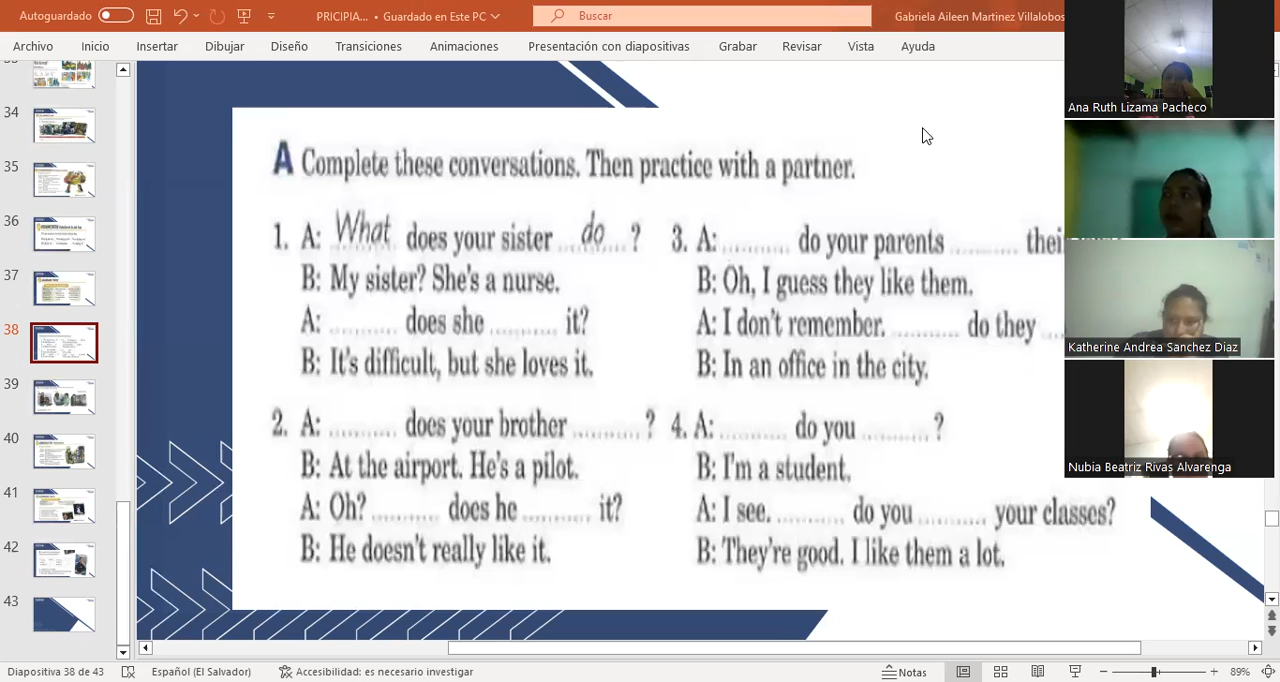 Autoguardado
PRICIPIA... • Guardado en Este PC
Buscar
Gabriela Aileen Martinez Villalobos
Archivo Inicio Insertar Dibujar Diseño Transiciones Animaciones Presentación con diapositivas Grabar Revisar Vista Ayuda
34
35
36
37
38
39
40
41
42
43
A Complete these conversations. Then practice with a partner.
1. A: What does your sister do ?
B: My sister? She's a nurse.
A: .......... does she .......... it?
B: It's difficult, but she loves it.
2. A: .......... does your brother .......... ?
B: At the airport. He's a pilot.
A: Oh? .......... does he .......... it?
B: He doesn't really like it.
3. A: .......... do your parents ..........
B: Oh, I guess they like them.
A: I don't remember. .......... do they
B: In an office in the city.
4. A: .......... do you .......... ?
B: I'm a student.
A: I see. .......... do you .......... your classes?
B: They're good. I like them a lot.
Ana Ruth Lizama Pacheco
Katherine Andrea Sanchez Diaz
Nubia Beatriz Rivas Alvarenga
Diapositiva 38 de 43 Español (El Salvador) Accesibilidad: es necesario investigar Notas 89%